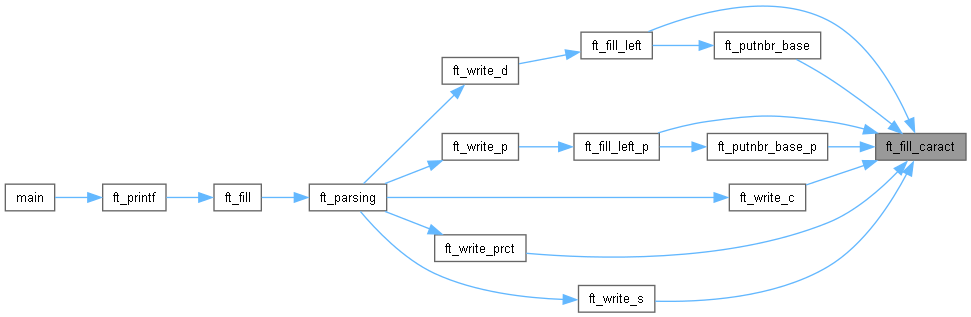 ft_fill_left
ft_putnbr_base
ft_write_d
ft_write_p
ft_fill_left_p
ft_putnbr_base_p
ft_fill_caract
main
ft_printf
ft_fill
ft_parsing
ft_write_c
ft_write_prct
ft_write_s